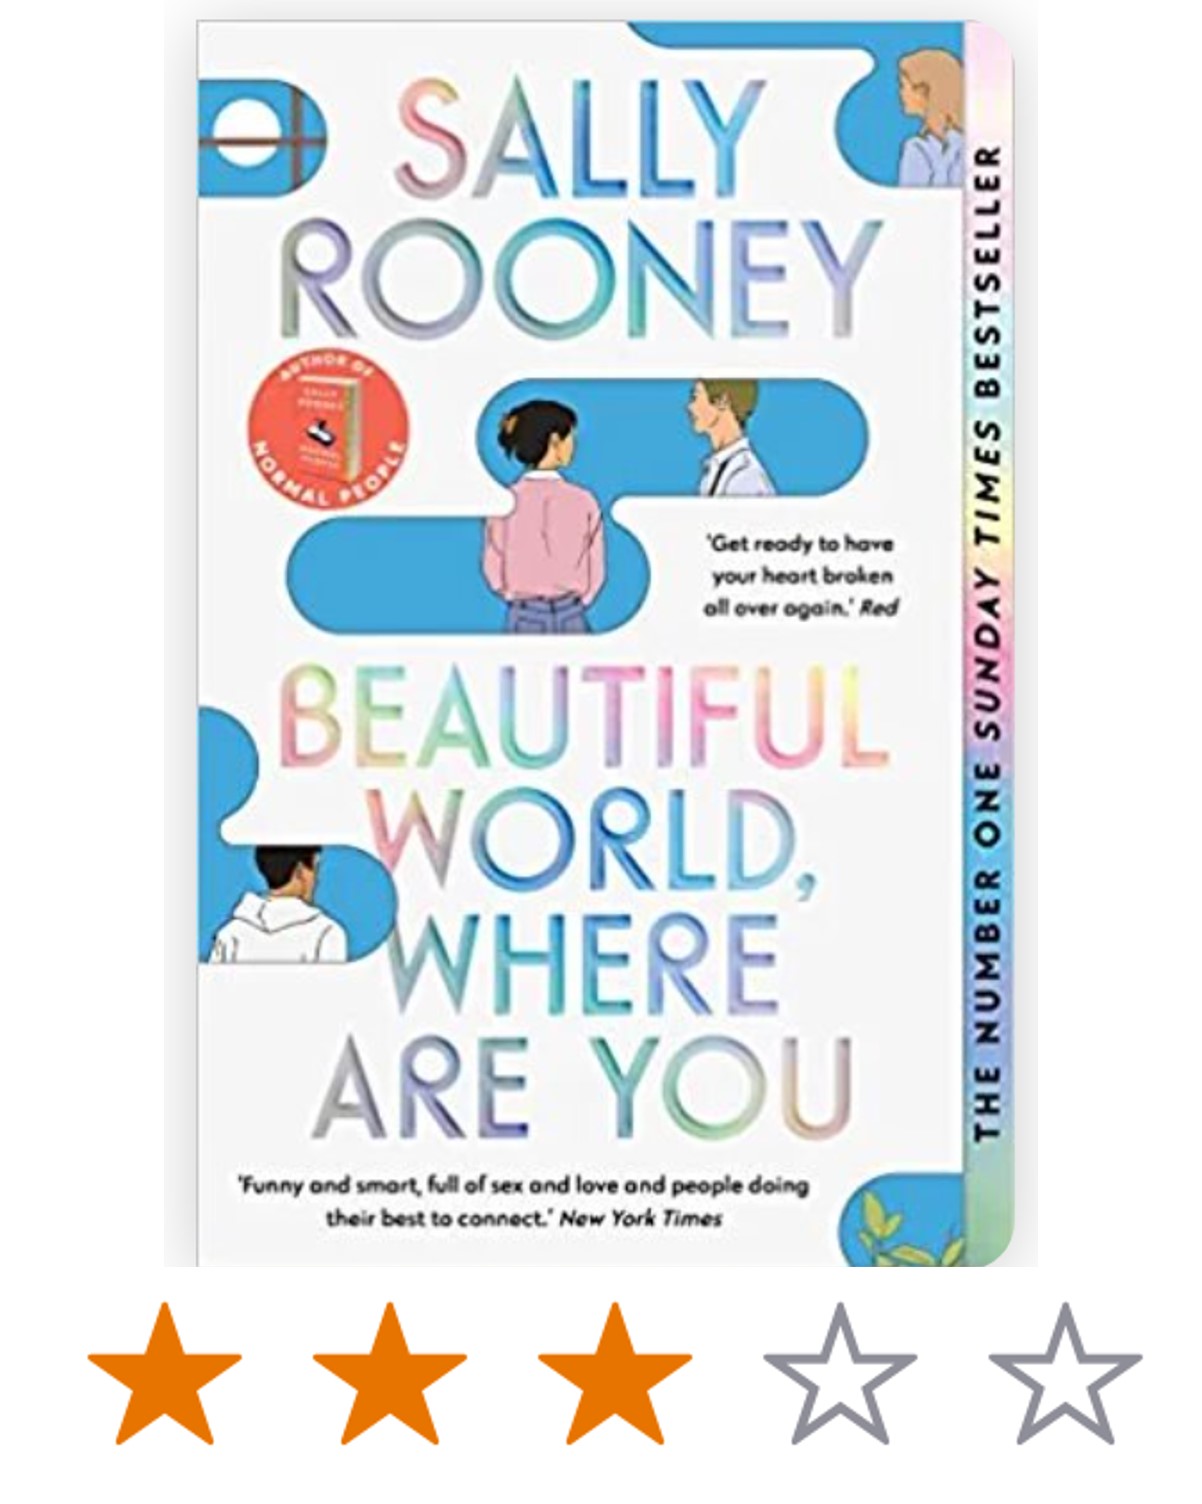 SALLY
ROONEY
AUTHOR OF
SALLY
ROONEY
NORMAL PEOPLE
'Get ready to have
your heart broken
all over again.' Red
BEAUTIFUL
WORLD,
WHERE
ARE YOU
'Funny and smart, full of sex and love and people doing
their best to connect.' New York Times
THE NUMBER ONE SUNDAY TIMES BESTSELLER